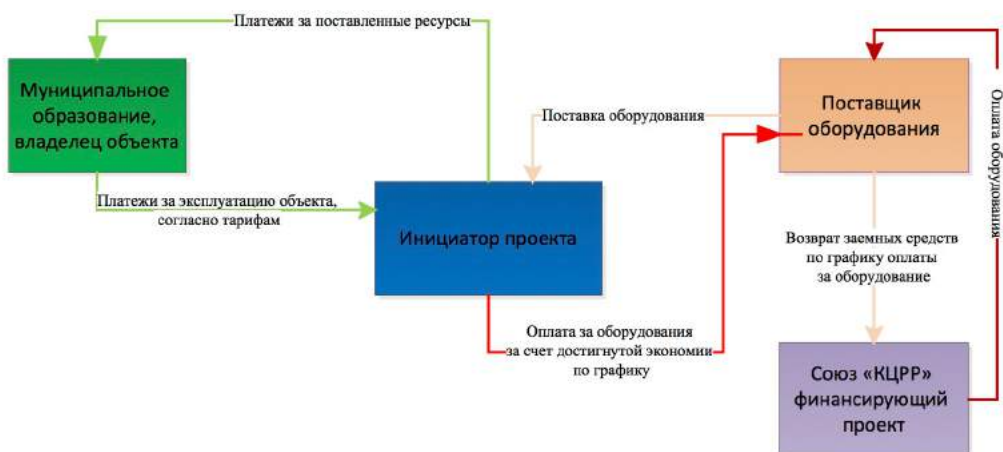 Платежи за поставленные ресурсы
Муниципальное
образование,
владелец объекта
Платежи за эксплуатацию объекта,
согласно тарифам
Инициатор проекта
Поставка оборудования
Поставщик
оборудования
Оплата оборудования
Возврат заемных средств
по графику оплаты
за оборудование
Оплата за оборудования
за счет достигнутой экономии
по графику
Союз «КЦРР»
финансирующий
проект